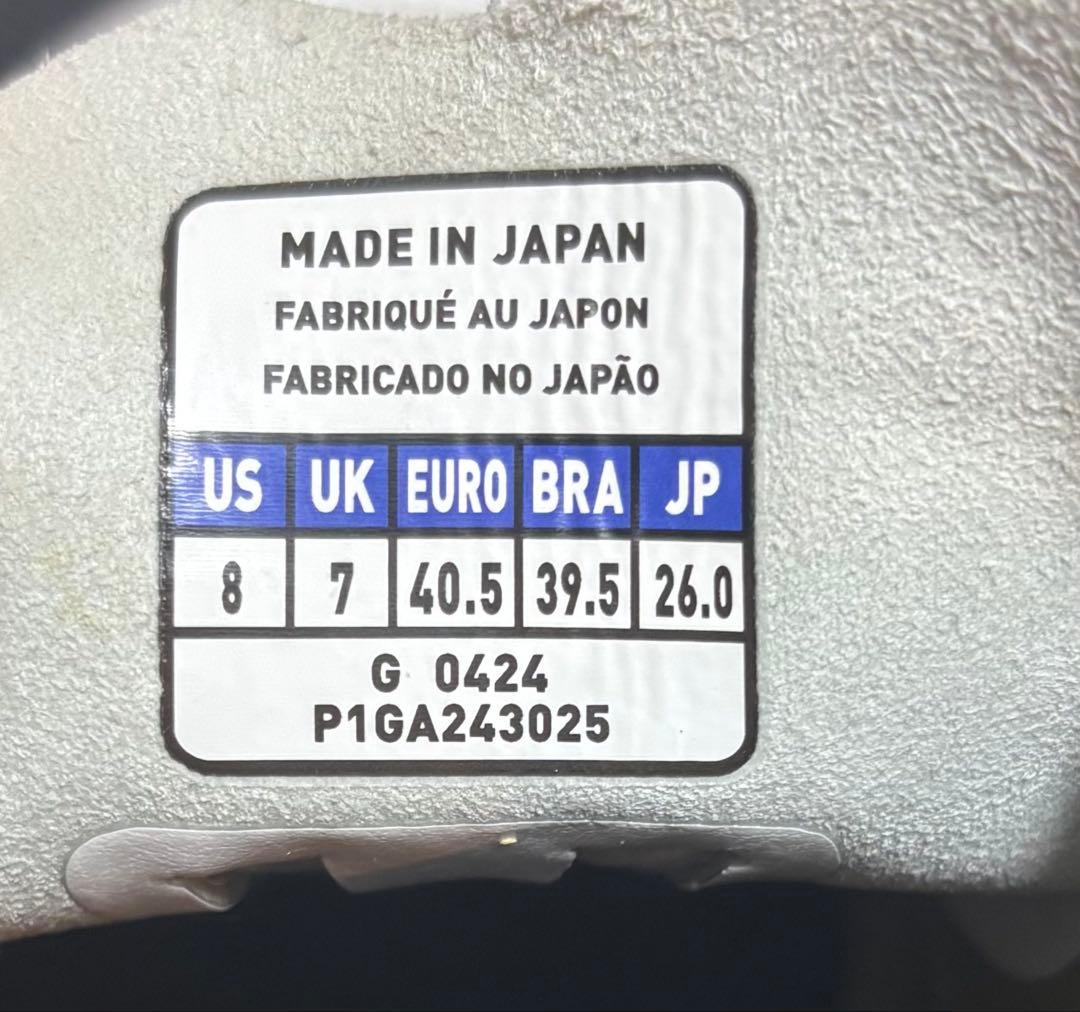 MADE IN JAPAN
FABRIQUÉ AU JAPON
FABRICADO NO JAPÃO
US UK EURO BRA JP
8 7 40.5 39.5 26.0
G 0424
P1GA243025